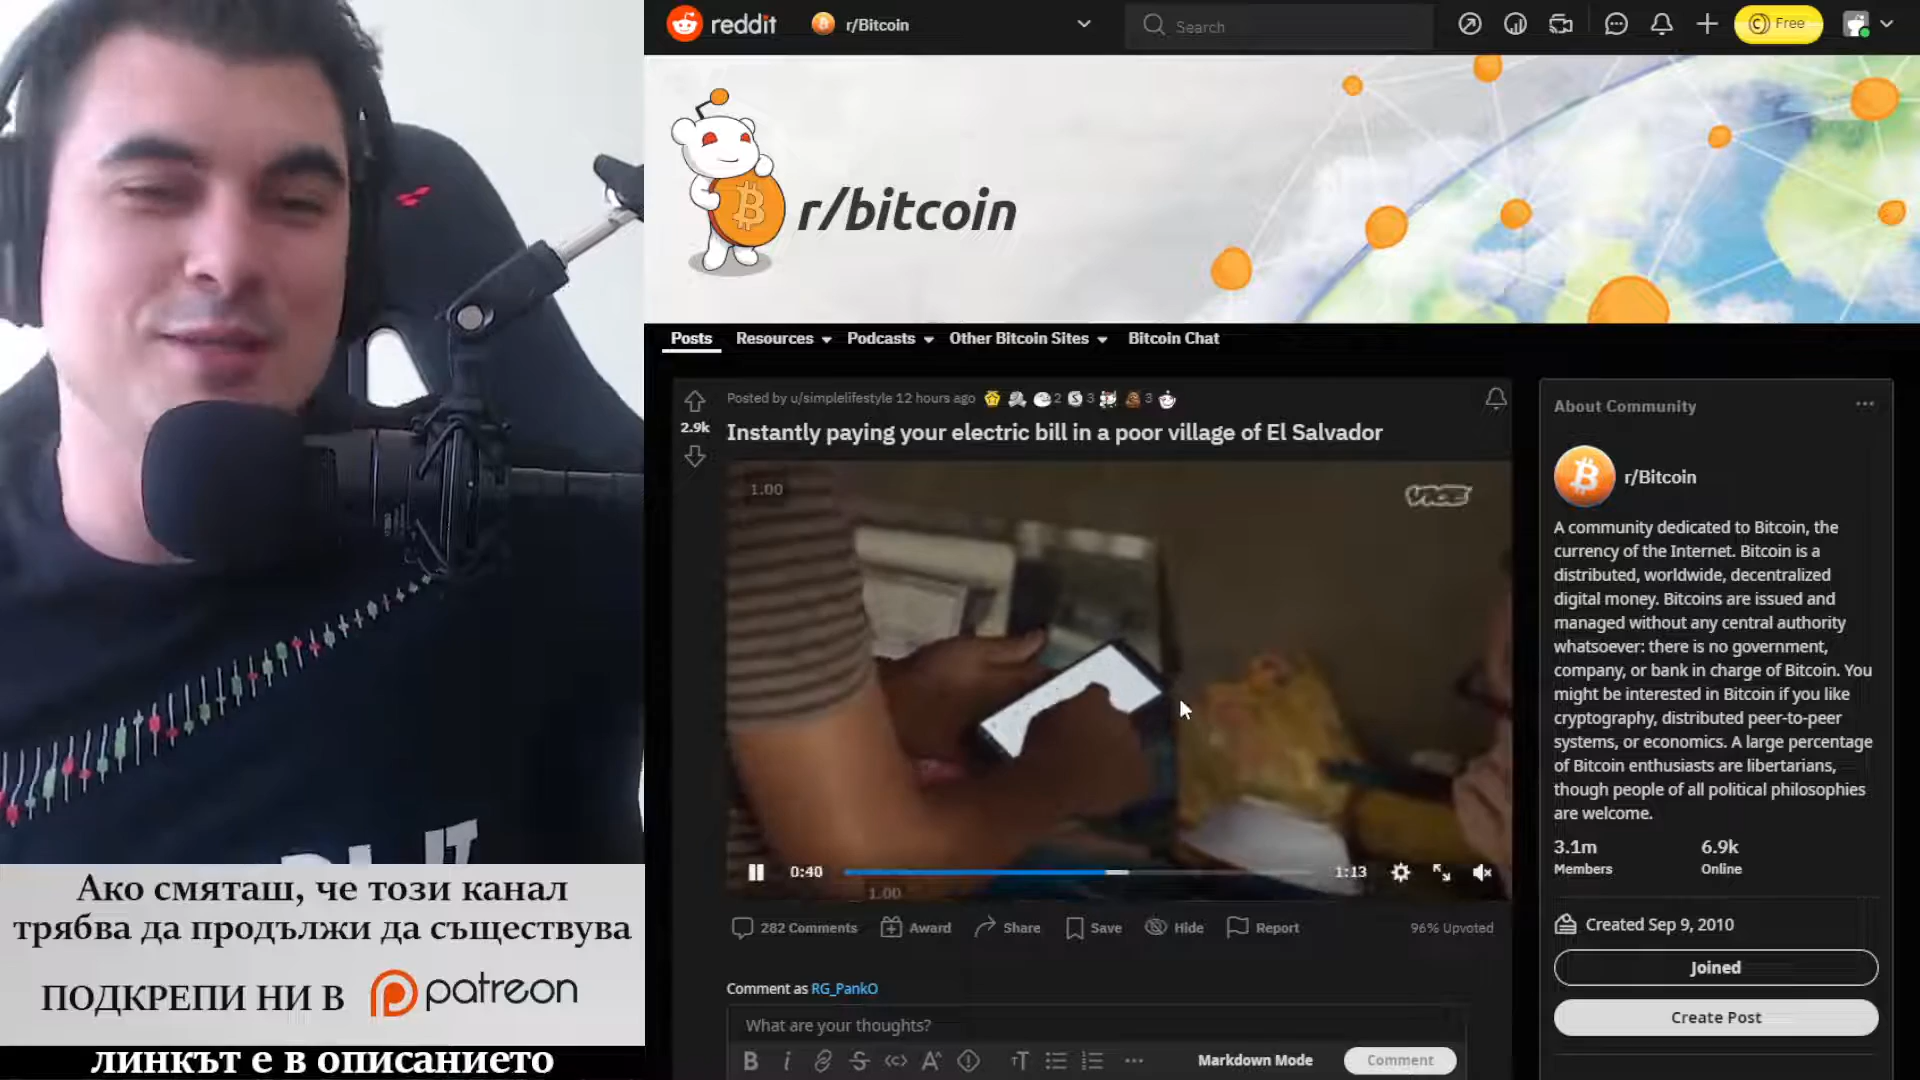 reddit
r/Bitcoin
Search
Free
r/bitcoin
Posts
Resources
Podcasts
Other Bitcoin Sites
Bitcoin Chat
Posted by u/simplelifestyle 12 hours ago
2
3
3
2.9k
Instantly paying your electric bill in a poor village of El Salvador
1.00
VICE
0:40
1:13
1.00
282 Comments
Award
Share
Save
Hide
Report
96% Upvoted
Comment as RG_PankO
What are your thoughts?
Markdown Mode
Comment
About Community
r/Bitcoin
A community dedicated to Bitcoin, the
currency of the Internet. Bitcoin is a
distributed, worldwide, decentralized
digital money. Bitcoins are issued and
managed without any central authority
whatsoever: there is no government,
company, or bank in charge of Bitcoin. You
might be interested in Bitcoin if you like
cryptography, distributed peer-to-peer
systems, or economics. A large percentage
of Bitcoin enthusiasts are libertarians,
though people of all political philosophies
are welcome.
3.1m
6.9k
Members
Online
Created Sep 9, 2010
Joined
Create Post
Ако смяташ, че този канал
трябва да продължи да съществува
ПОДКРЕПИ НИ В patreon
линкът е в описанието